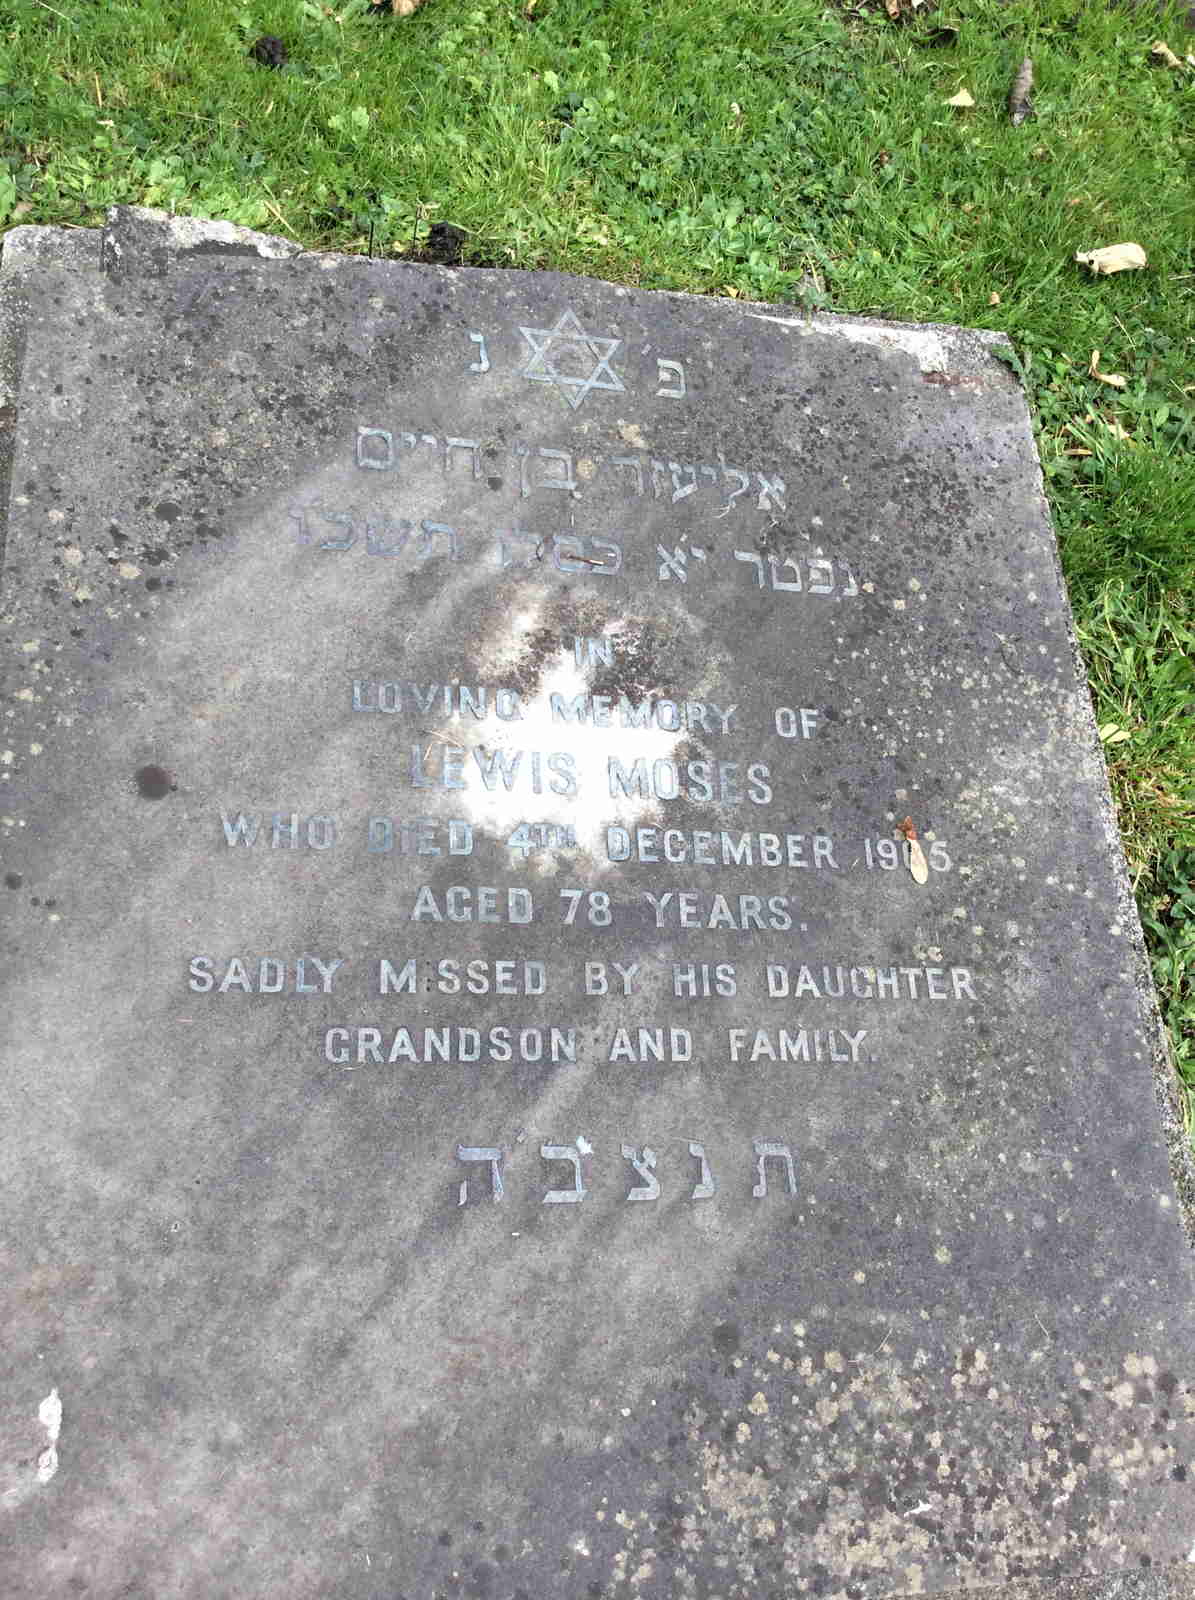 פ׳ נ
אליעזר בן חיים
נפטר י׳א כסלו תשכו
IN
LOVING MEMORY OF
LEWIS MOSES
WHO DIED 4TH DECEMBER 1965
AGED 78 YEARS.
SADLY MISSED BY HIS DAUGHTER
GRANDSON AND FAMILY.
ת נ צ ב ה